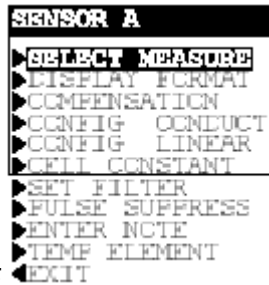 SENSOR A
SELECT MEASURE
DISPLAY FORMAT
COMPENSATION
CONFIG CONDUCT
CONFIG LINEAR
CELL CONSTANT
SET FILTER
PULSE SUPPRESS
ENTER NOTE
TEMP ELEMENT
EXIT